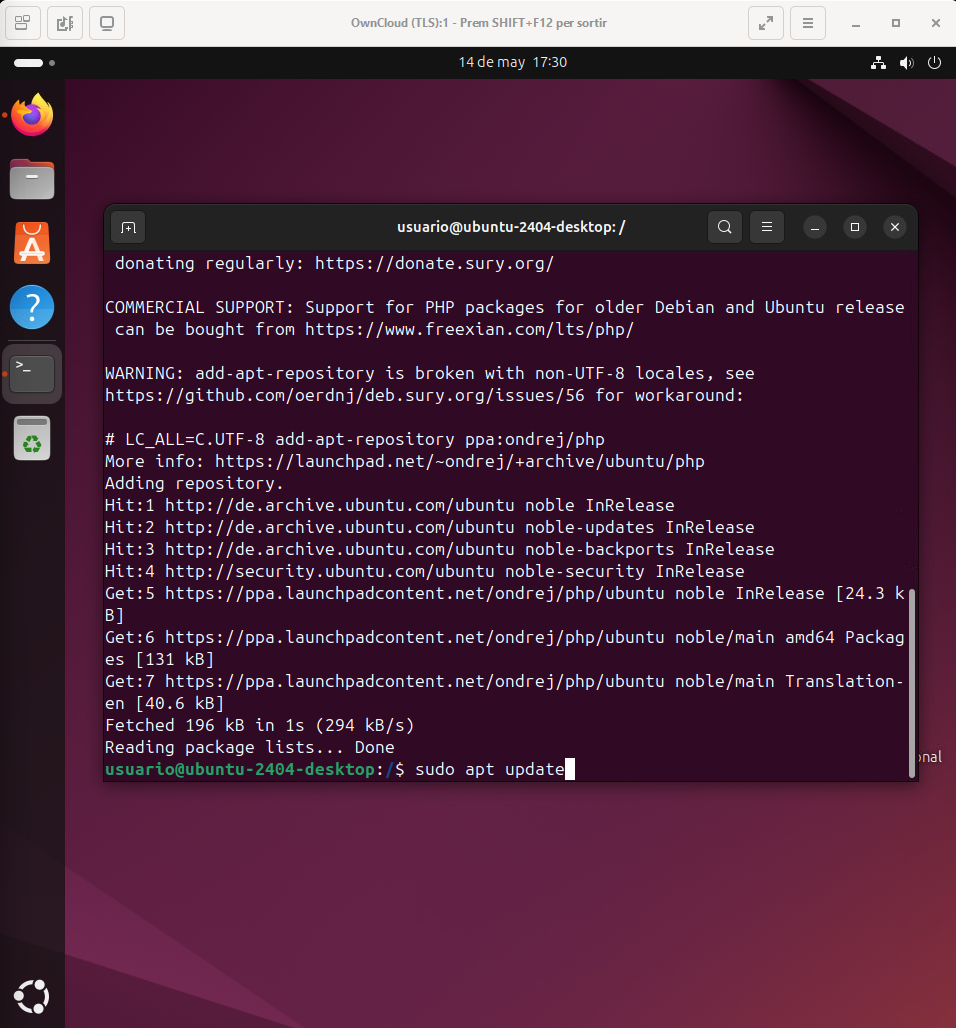 OwnCloud (TLS):1 - Prem SHIFT+F12 per sortir
14 de may 17:30
usuario@ubuntu-2404-desktop: /
donating regularly: https://donate.sury.org/
COMMERCIAL SUPPORT: Support for PHP packages for older Debian and Ubuntu release
can be bought from https://www.freexian.com/lts/php/
WARNING: add-apt-repository is broken with non-UTF-8 locales, see
https://github.com/oerdnj/deb.sury.org/issues/56 for workaround:
# LC_ALL=C.UTF-8 add-apt-repository ppa:ondrej/php
More info: https://launchpad.net/~ondrej/+archive/ubuntu/php
Adding repository.
Hit:1 http://de.archive.ubuntu.com/ubuntu noble InRelease
Hit:2 http://de.archive.ubuntu.com/ubuntu noble-updates InRelease
Hit:3 http://de.archive.ubuntu.com/ubuntu noble-backports InRelease
Hit:4 http://security.ubuntu.com/ubuntu noble-security InRelease
Get:5 https://ppa.launchpadcontent.net/ondrej/php/ubuntu noble InRelease [24.3 k
B]
Get:6 https://ppa.launchpadcontent.net/ondrej/php/ubuntu noble/main amd64 Packag
es [131 kB]
Get:7 https://ppa.launchpadcontent.net/ondrej/php/ubuntu noble/main Translation-
en [40.6 kB]
Fetched 196 kB in 1s (294 kB/s)
Reading package lists... Done
usuario@ubuntu-2404-desktop:/$ sudo apt update